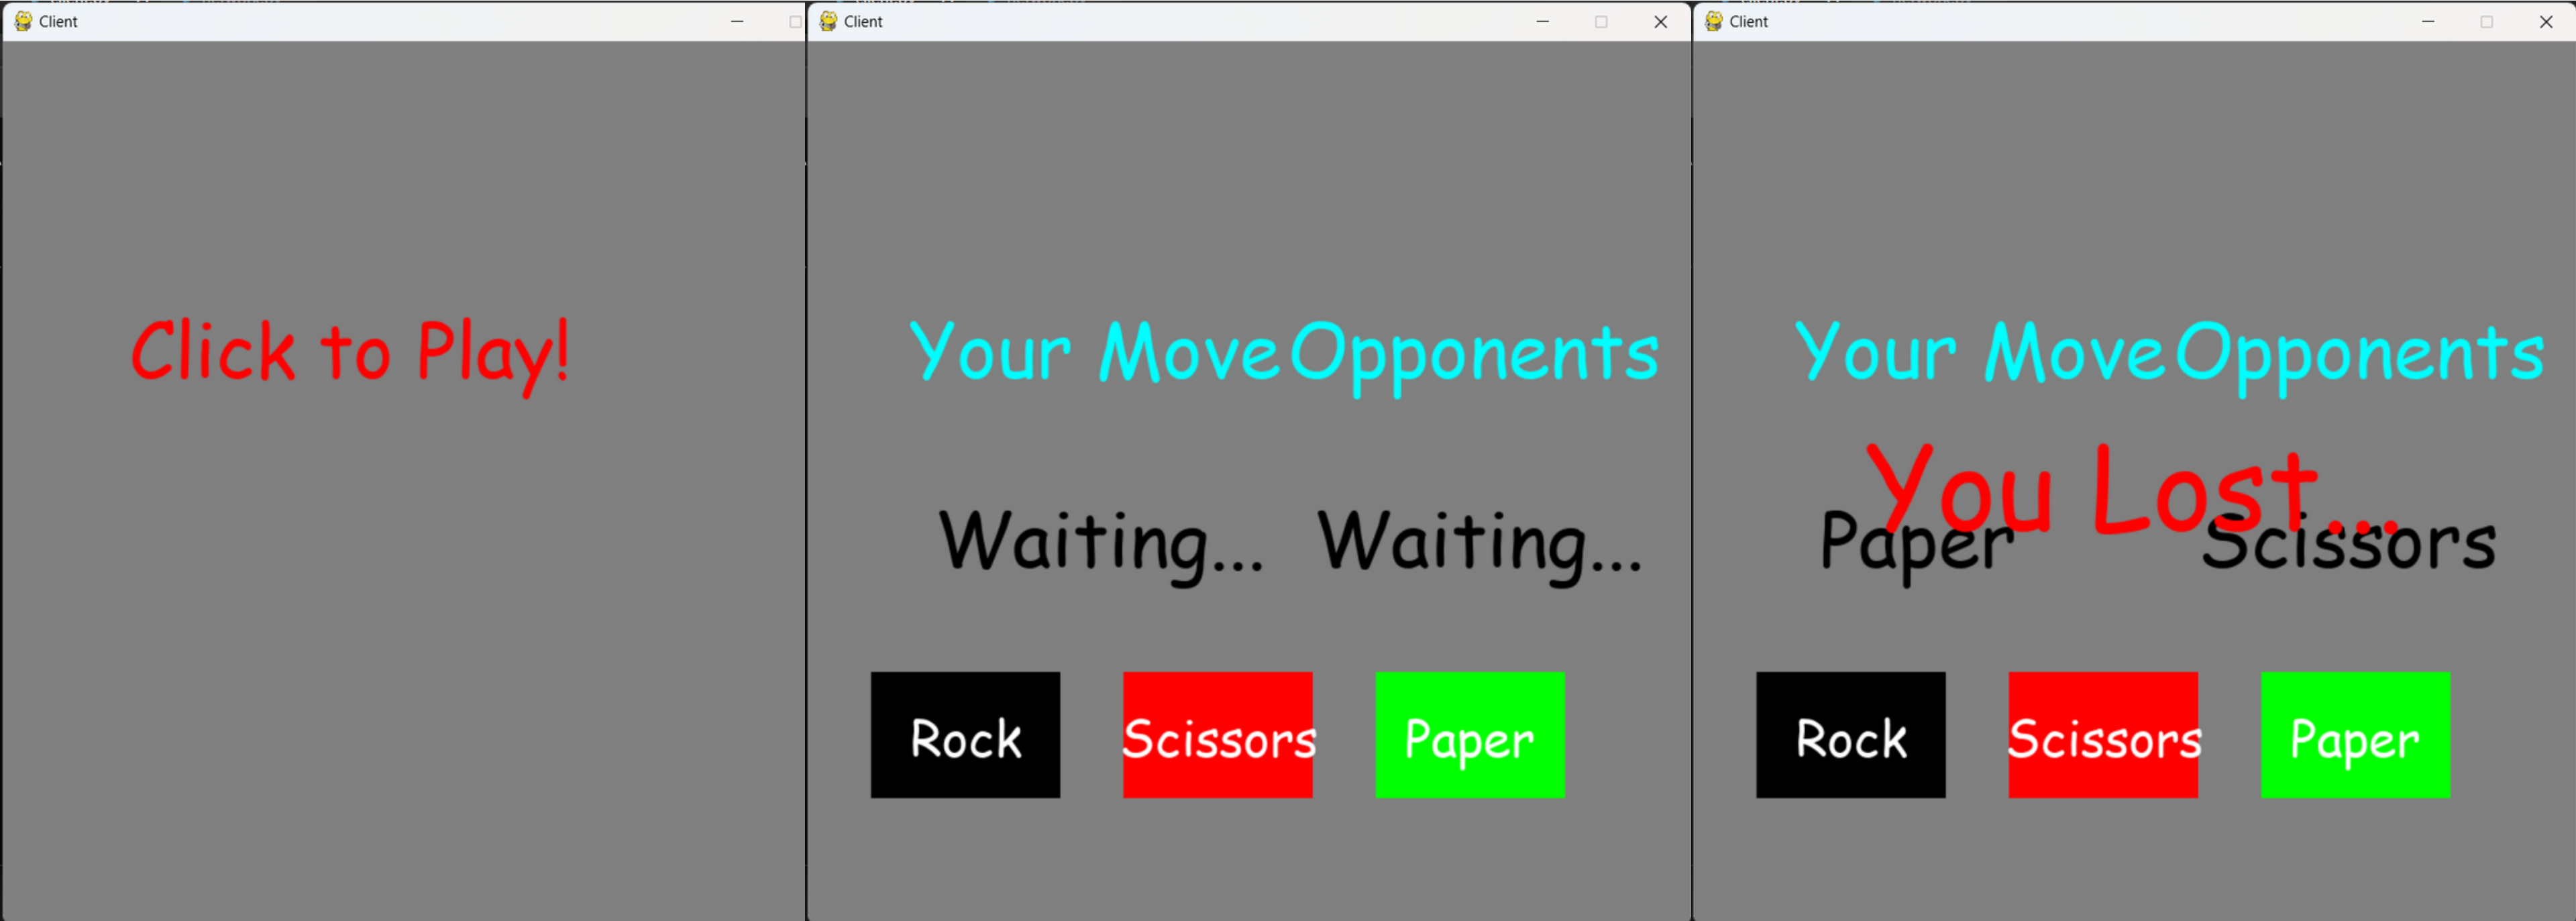 Client
Click to Play!
Client
Your Move Opponents
Waiting... Waiting...
Rock Scissors Paper
Client
Your Move Opponents
You Lost...
Paper Scissors
Rock Scissors Paper